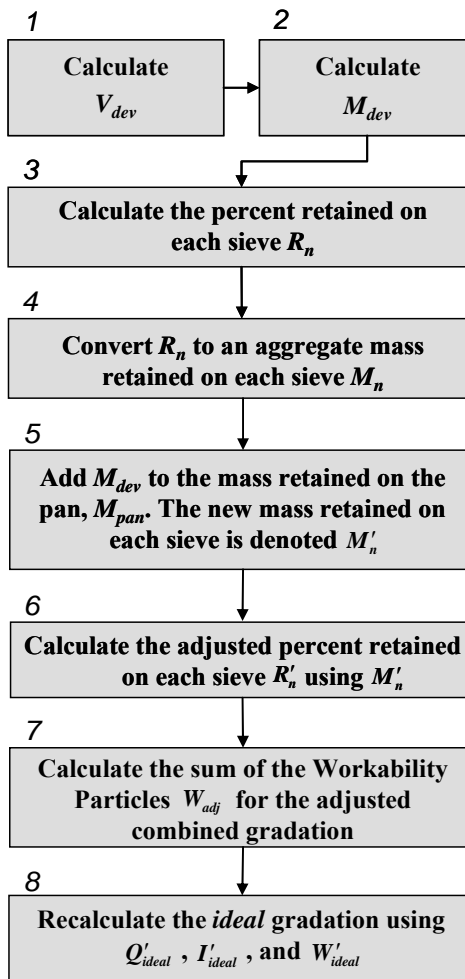 1
Calculate
V_dev
2
Calculate
M_dev
3
Calculate the percent retained on
each sieve R_n
4
Convert R_n to an aggregate mass
retained on each sieve M_n
5
Add M_dev to the mass retained on the
pan, M_pan. The new mass retained on
each sieve is denoted M′_n
6
Calculate the adjusted percent retained
on each sieve R′_n using M′_n
7
Calculate the sum of the Workability
Particles W_adj for the adjusted
combined gradation
8
Recalculate the ideal gradation using
Q′_ideal , I′_ideal , and W′_ideal